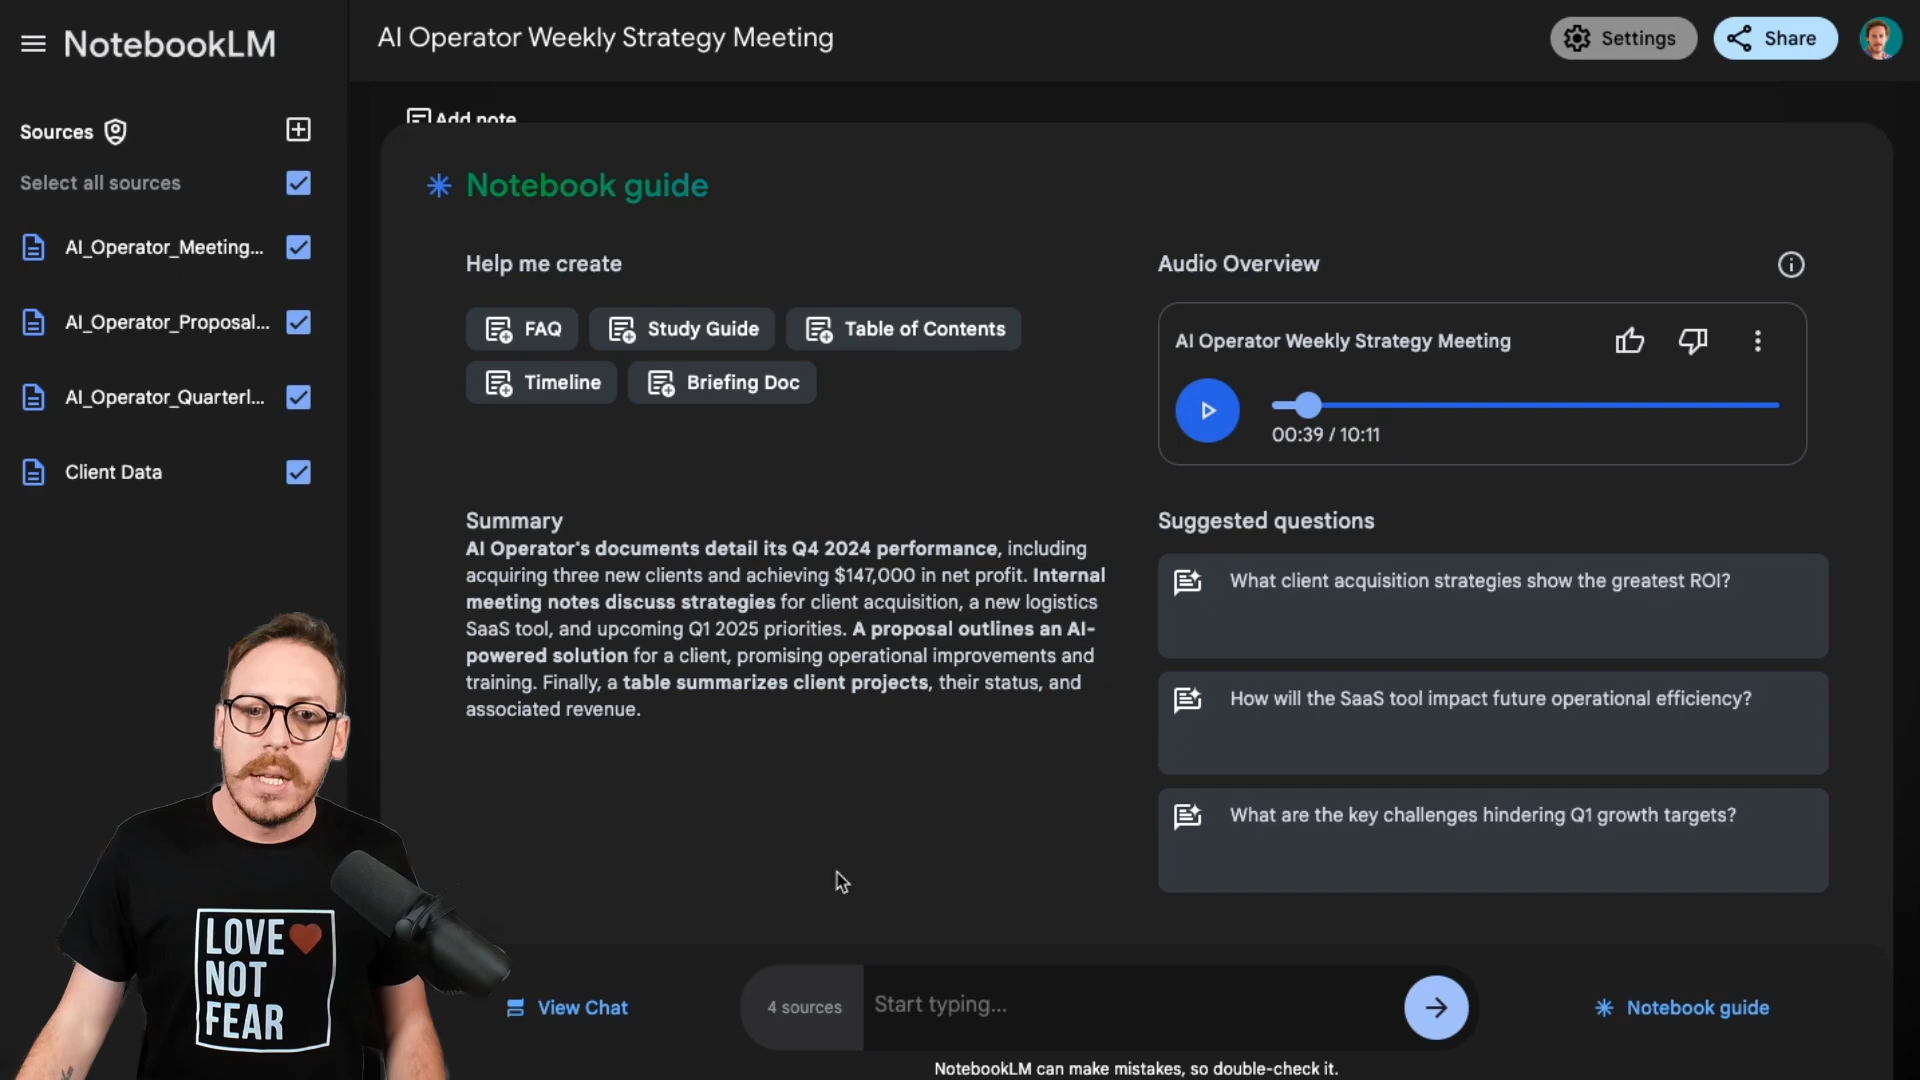 NotebookLM
AI Operator Weekly Strategy Meeting
Settings
Share
Sources
Select all sources
AI_Operator_Meeting...
AI_Operator_Proposal...
AI_Operator_Quarterl...
Client Data
Add note
Notebook guide
Help me create
FAQ
Study Guide
Table of Contents
Timeline
Briefing Doc
Summary
AI Operator's documents detail its Q4 2024 performance, including
acquiring three new clients and achieving $147,000 in net profit. Internal
meeting notes discuss strategies for client acquisition, a new logistics
SaaS tool, and upcoming Q1 2025 priorities. A proposal outlines an AI-
powered solution for a client, promising operational improvements and
training. Finally, a table summarizes client projects, their status, and
associated revenue.
Audio Overview
AI Operator Weekly Strategy Meeting
00:39 / 10:11
Suggested questions
What client acquisition strategies show the greatest ROI?
How will the SaaS tool impact future operational efficiency?
What are the key challenges hindering Q1 growth targets?
LOVE
NOT
FEAR
View Chat
4 sources
Start typing...
Notebook guide
NotebookLM can make mistakes, so double-check it.